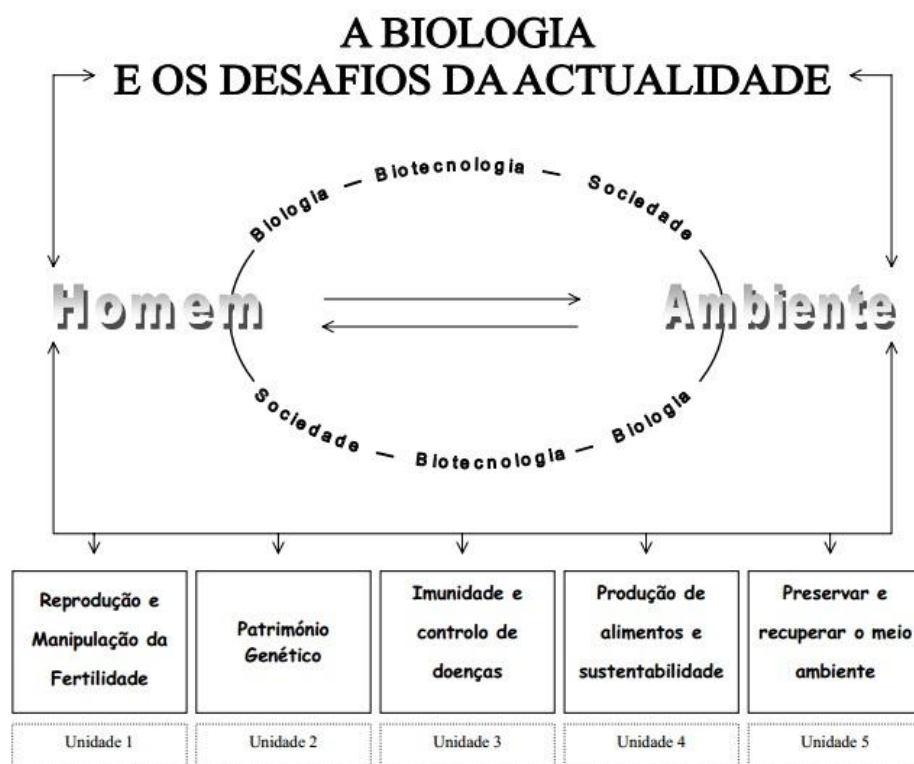 A BIOLOGIA
E OS DESAFIOS DA ACTUALIDADE
Biologia — Biotecnologia — Sociedade
Homem
Ambiente
Sociedade — Biotecnologia — Biologia
Reprodução e
Manipulação da
Fertilidade
Património
Genético
Imunidade e
controlo de
doenças
Produção de
alimentos e
sustentabilidade
Preservar e
recuperar o meio
ambiente
Unidade 1
Unidade 2
Unidade 3
Unidade 4
Unidade 5